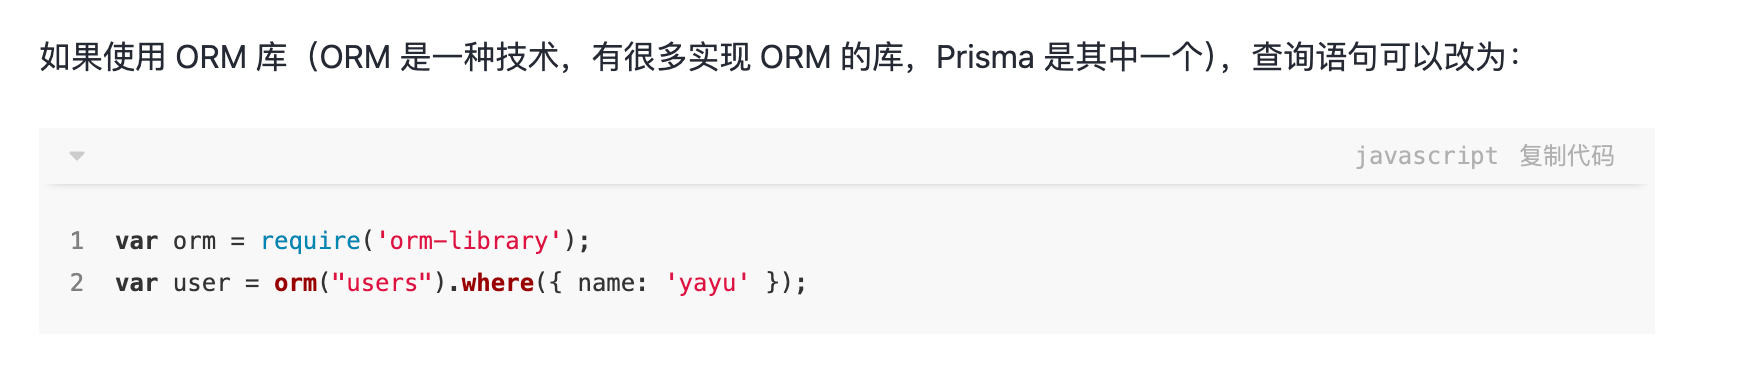 如果使用 ORM 库（ORM 是一种技术，有很多实现 ORM 的库，Prisma 是其中一个），查询语句可以改为：
javascript 复制代码
1 var orm = require('orm-library');
2 var user = orm("users").where({ name: 'yayu' });